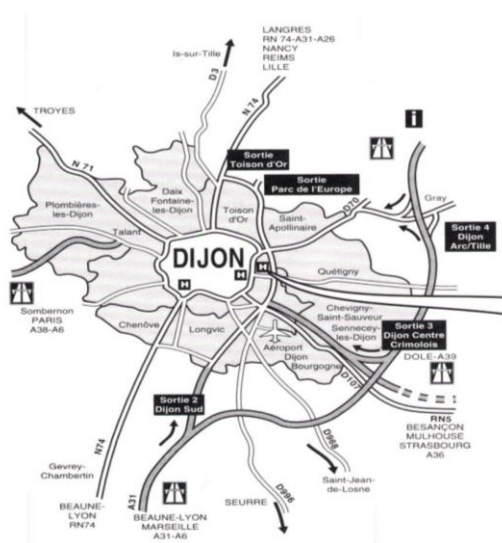 LANGRES
RN 74-A31-A26
NANCY
REIMS
LILLE
Is-sur-Tille
D3
N 74
i
TROYES
N 71
Sortie
Toison d'Or
Sortie
Parc de l'Europe
Daix
Fontaine-
les-Dijon
Plombières-
les-Dijon
Toison
d'Or
Saint-
Apollinaire
D70
Gray
Talant
Sortie 4
Dijon
Arc/Tille
DIJON
H
H
H
Quétigny
Sombernon
PARIS
A38-A6
Chevigny-
Saint-Sauveur
Sennecey-
les-Dijon
Chenôve
Longvic
Sortie 3
Dijon Centre
Crimolois
Aéroport
Dijon
Bourgogne
DOLE-A39
D107
Sortie 2
Dijon Sud
RN5
BESANÇON
MULHOUSE
STRASBOURG
A36
N74
D968
Gevrey-
Chambertin
Saint-Jean-
de-Losne
A31
D996
SEURRE
BEAUNE-
LYON
RN74
BEAUNE-LYON
MARSEILLE
A31-A6